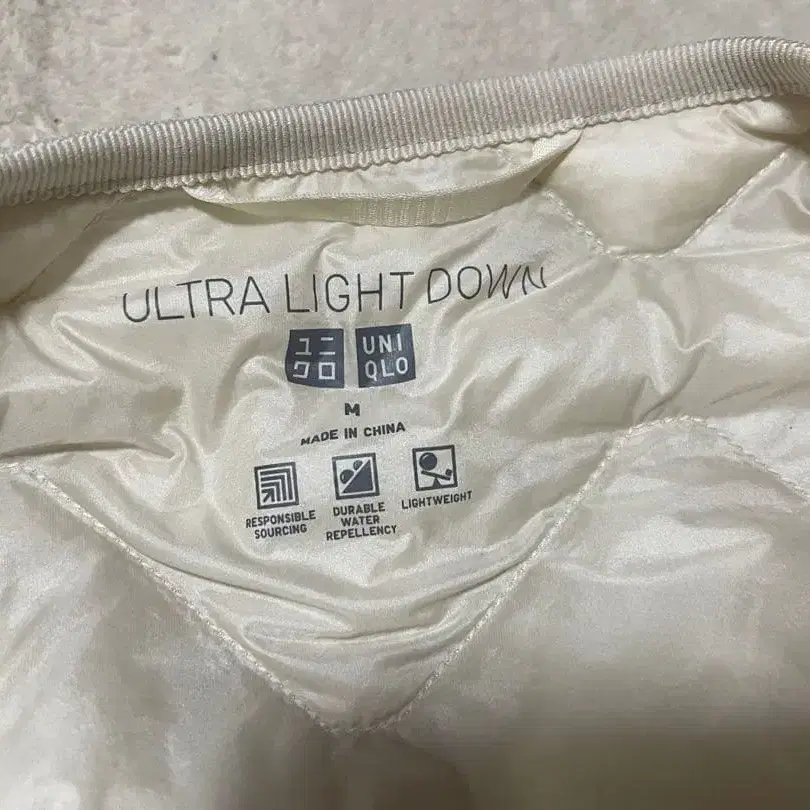 ULTRA LIGHT DOWN
ユニ UNI
クロ QLO
M
MADE IN CHINA
RESPONSIBLE
SOURCING
DURABLE
WATER
REPELLENCY
LIGHTWEIGHT